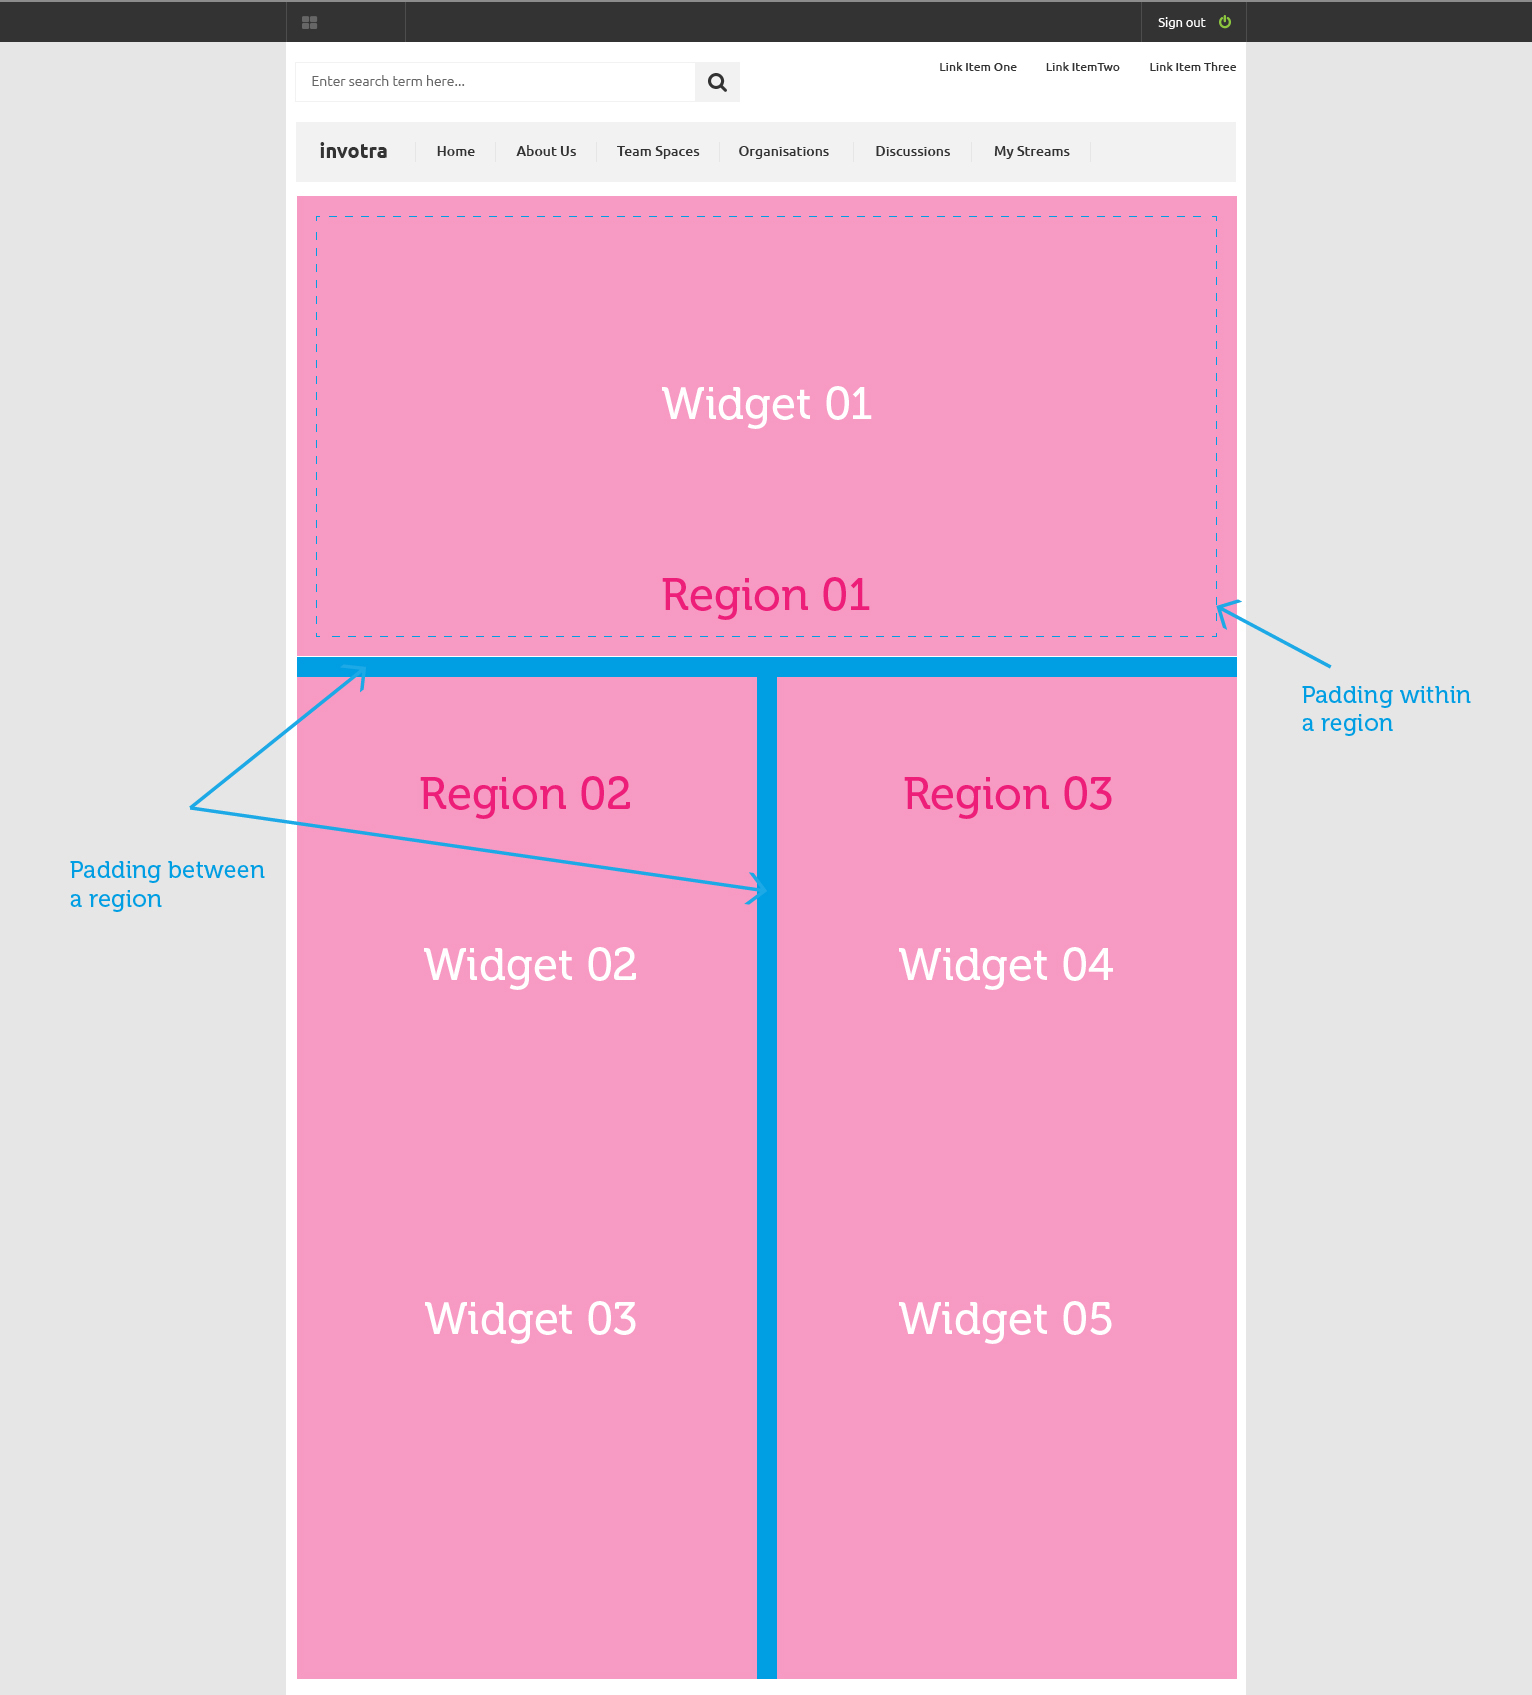 Sign out
Enter search term here...
Link Item One
Link ItemTwo
Link Item Three
invotra
Home
About Us
Team Spaces
Organisations
Discussions
My Streams
Widget 01
Region 01
Padding within
a region
Region 02
Region 03
Padding between
a region
Widget 02
Widget 04
Widget 03
Widget 05